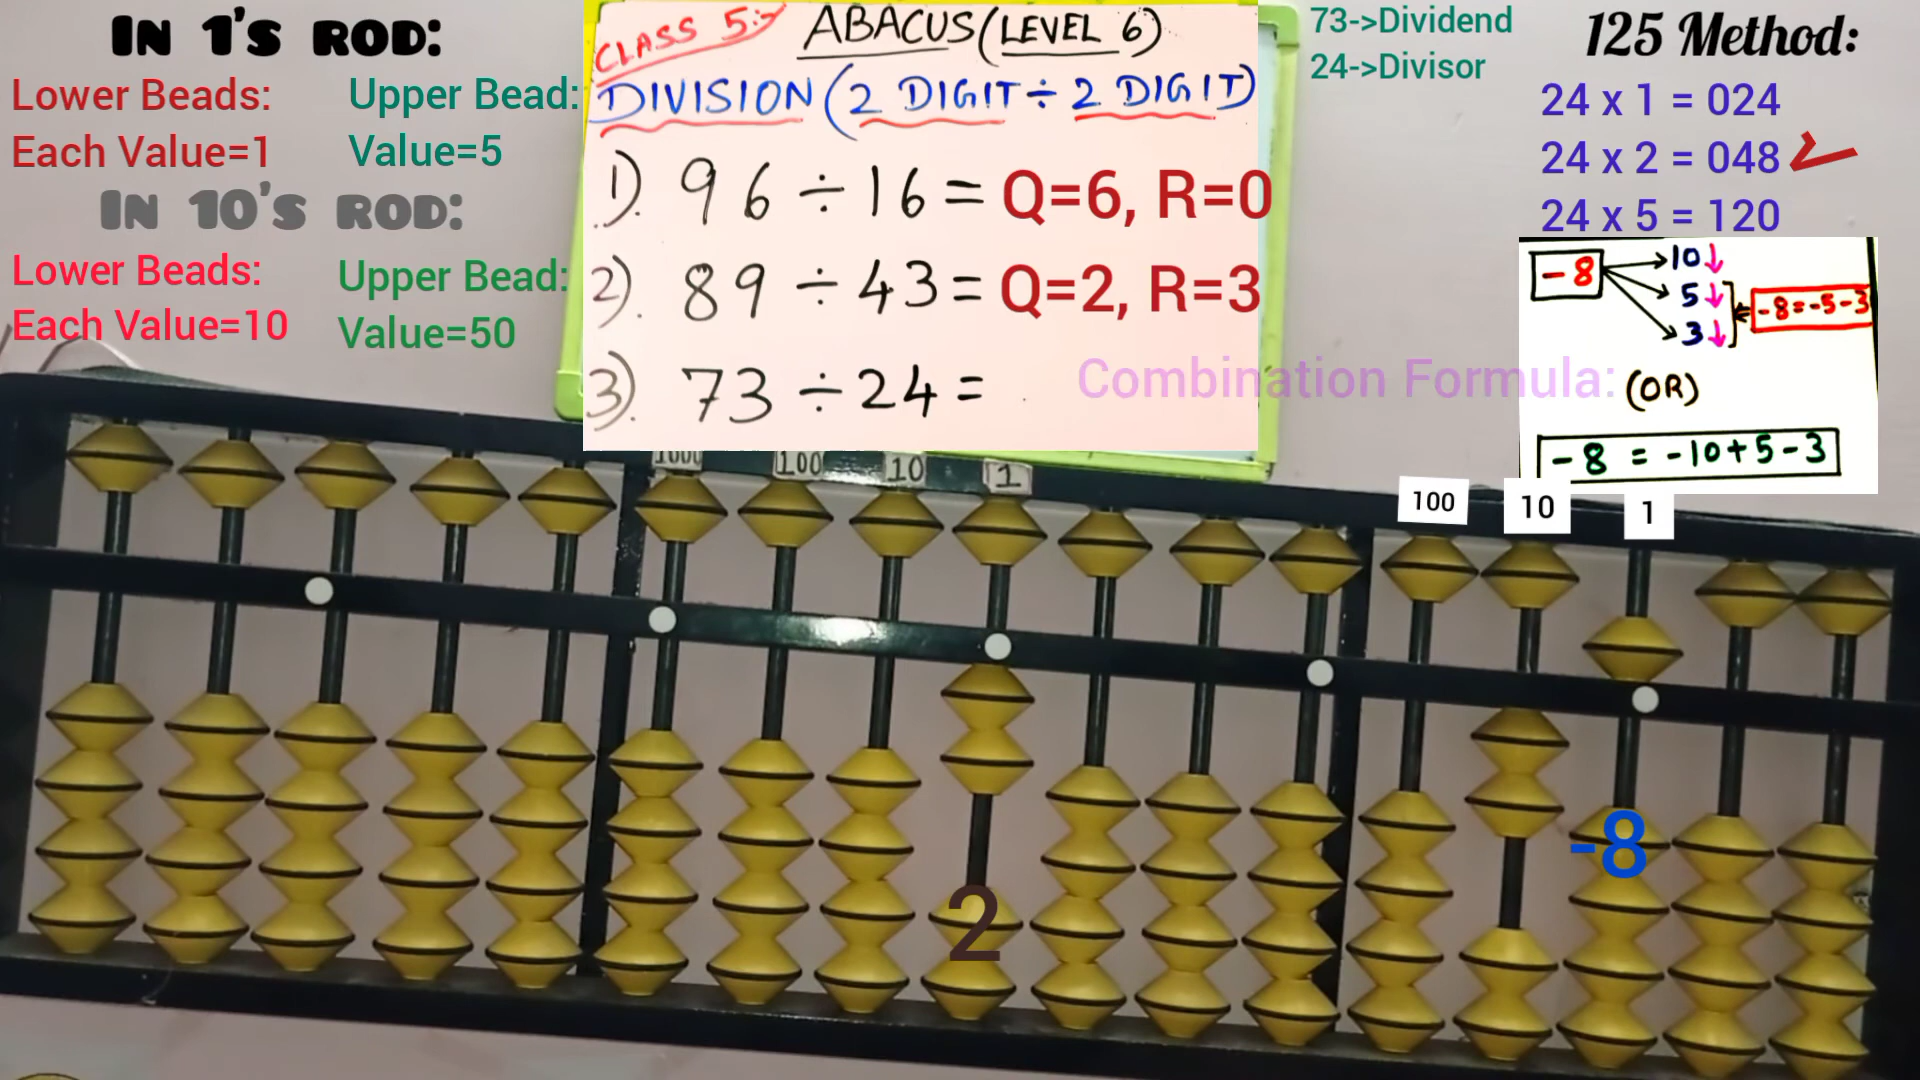 IN 1'S ROD:
Lower Beads:
Each Value=1
Upper Bead:
Value=5
IN 10'S ROD:
Lower Beads:
Each Value=10
Upper Bead:
Value=50
CLASS 5:->
ABACUS (LEVEL 6)
DIVISION (2 DIGIT ÷ 2 DIGIT)
1). 96 ÷ 16 = Q=6, R=0
2). 89 ÷ 43 = Q=2, R=3
3). 73 ÷ 24 =
73->Dividend
24->Divisor
125 Method:
24 x 1 = 024
24 x 2 = 048
24 x 5 = 120
Combination Formula:
-8
10↓
5↓
3↓
-8=-5-3
(OR)
-8 = -10+5-3
1000 100 10 1
100 10 1
2
-8